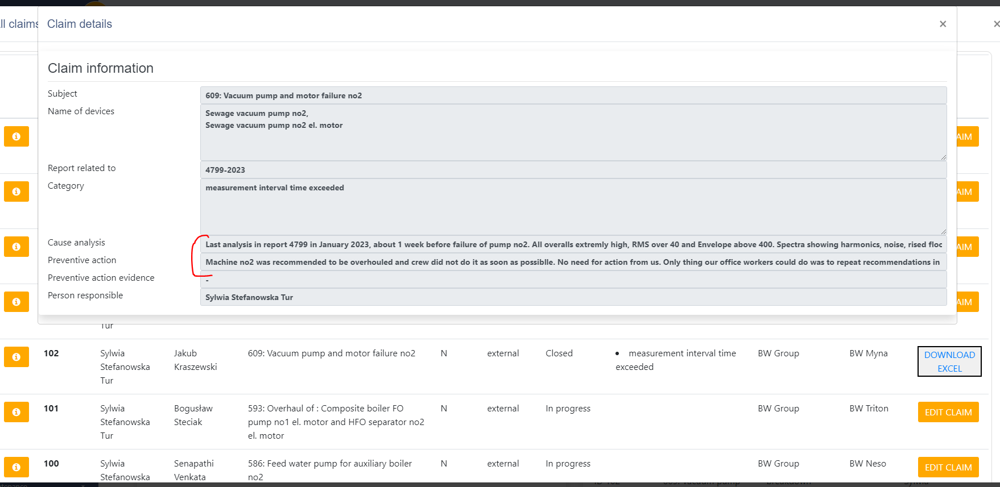 ll claims
Claim details
×
×
Claim information
Subject
609: Vacuum pump and motor failure no2
Name of devices
Sewage vacuum pump no2,
Sewage vacuum pump no2 el. motor
Report related to
4799-2023
Category
measurement interval time exceeded
Cause analysis
Last analysis in report 4799 in January 2023, about 1 week before failure of pump no2. All overalls extremly high, RMS over 40 and Envelope above 400. Spectra showing harmonics, noise, rised floc
Preventive action
Machine no2 was recommended to be overhouled and crew did not do it as soon as possiblle. No need for action from us. Only thing our office workers could do was to repeat recommendations in
Preventive action evidence
-
Person responsible
Sylwia Stefanowska Tur
AIM
AIM
AIM
AIM
Tur
102
Sylwia
Stefanowska
Tur
Jakub
Kraszewski
609: Vacuum pump and motor failure no2
N
external
Closed
• measurement interval time
exceeded
BW Group
BW Myna
DOWNLOAD
EXCEL
101
Sylwia
Stefanowska
Tur
Bogusław
Steciak
593: Overhaul of : Composite boiler FO
pump no1 el. motor and HFO separator no2
el. motor
N
external
In progress
BW Group
BW Triton
EDIT CLAIM
100
Sylwia
Stefanowska
Senapathi
Venkata
586: Feed water pump for auxiliary boiler
no2
N
external
In progress
BW Group
BW Neso
EDIT CLAIM